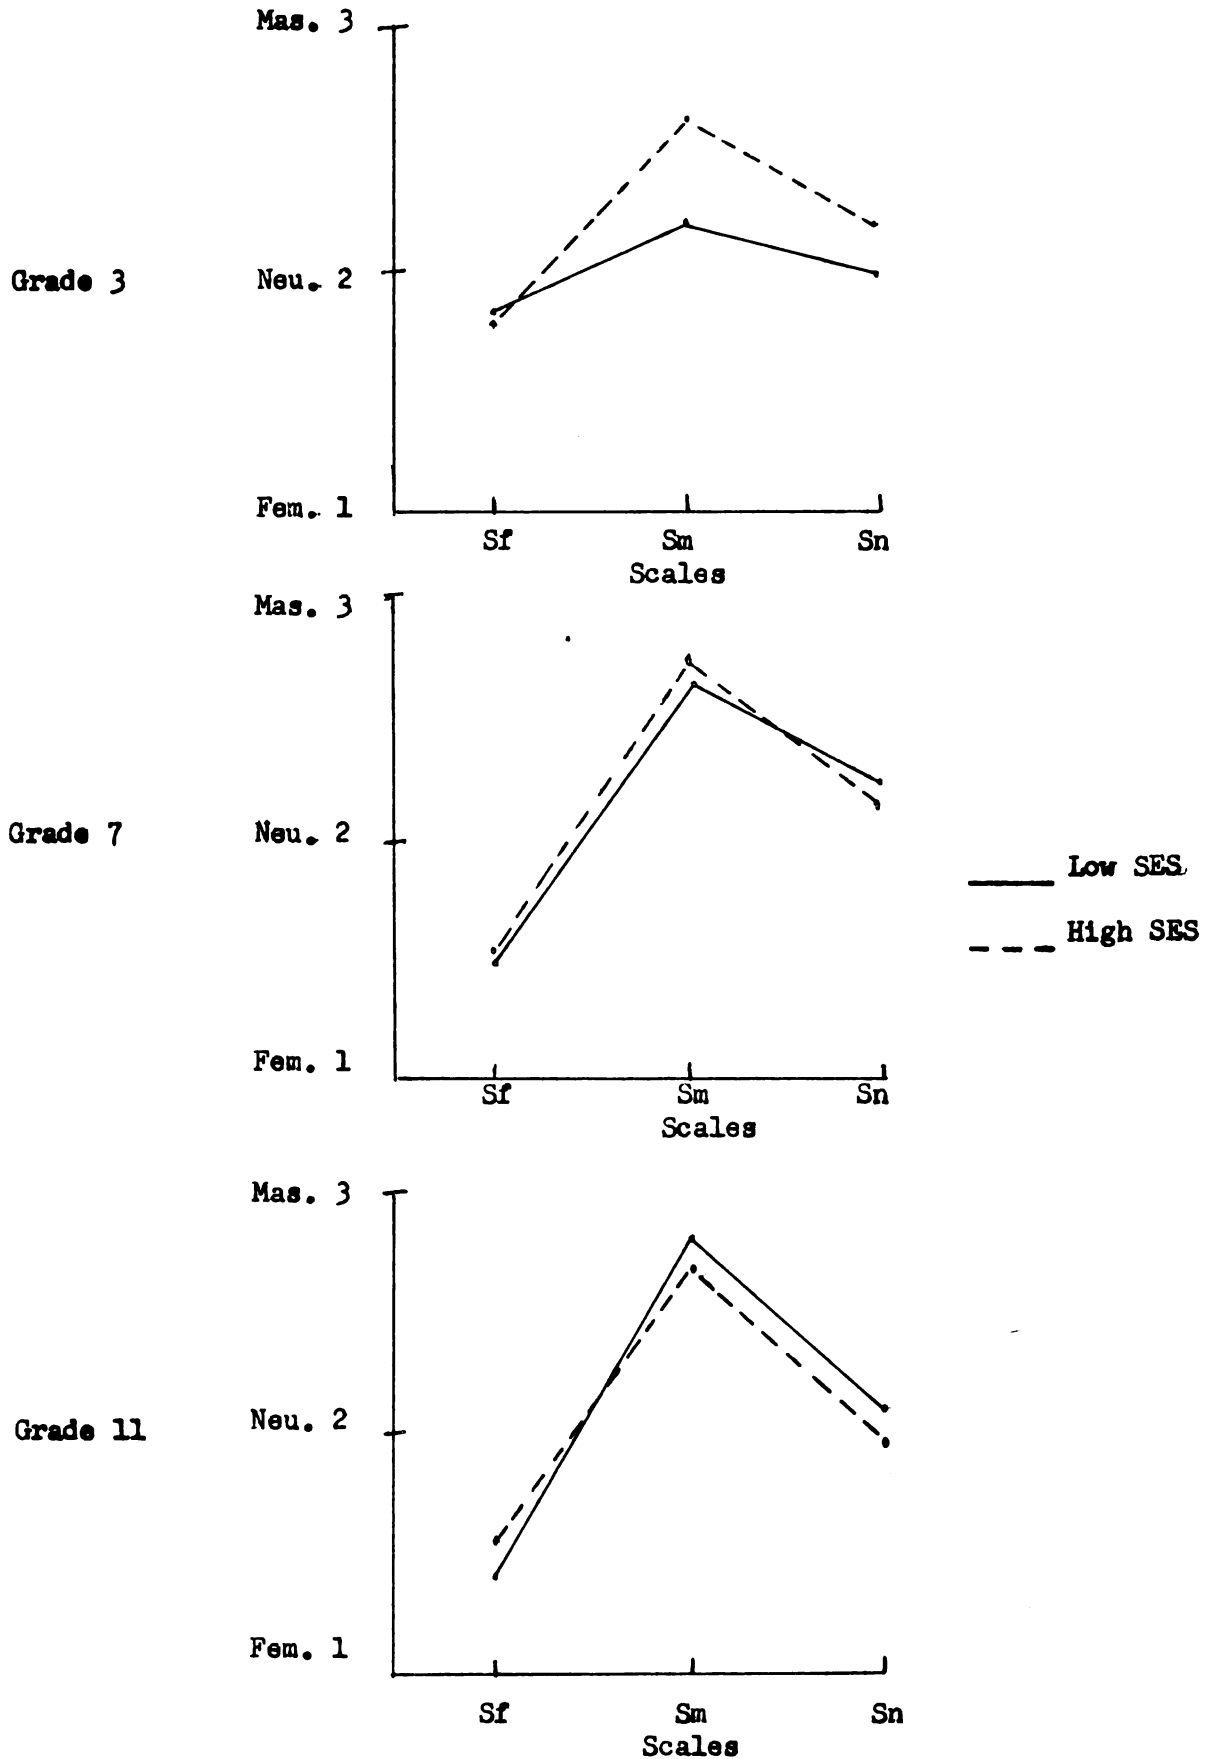 Mas. 3
Grade 3
Neu. 2
Fem. 1
Sf Sm Sn
Scales
Mas. 3
Grade 7
Neu. 2
Low SES
High SES
Fem. 1
Sf Sm Sn
Scales
Mas. 3
Grade 11
Neu. 2
Fem. 1
Sf Sm Sn
Scales